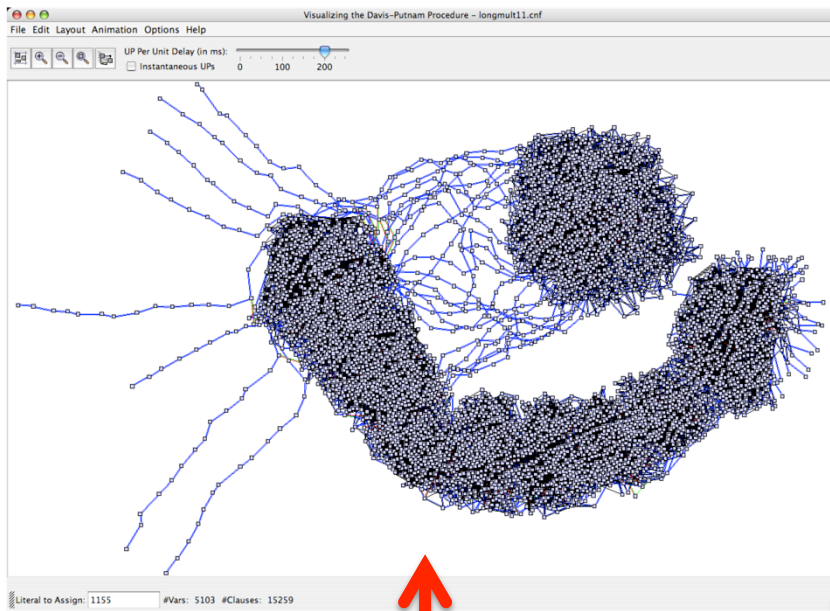 Visualizing the Davis-Putnam Procedure - longmult11.cnf
File Edit Layout Animation Options Help
UP Per Unit Delay (in ms):
Instantaneous UPs
0 100 200
Literal to Assign: 1155 #Vars: 5103 #Clauses: 15259